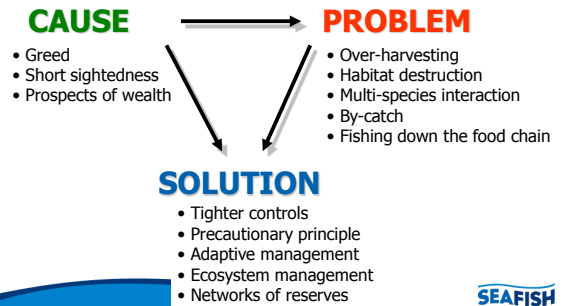 CAUSE
• Greed
• Short sightedness
• Prospects of wealth
PROBLEM
• Over-harvesting
• Habitat destruction
• Multi-species interaction
• By-catch
• Fishing down the food chain
SOLUTION
• Tighter controls
• Precautionary principle
• Adaptive management
• Ecosystem management
• Networks of reserves
SEAFISH